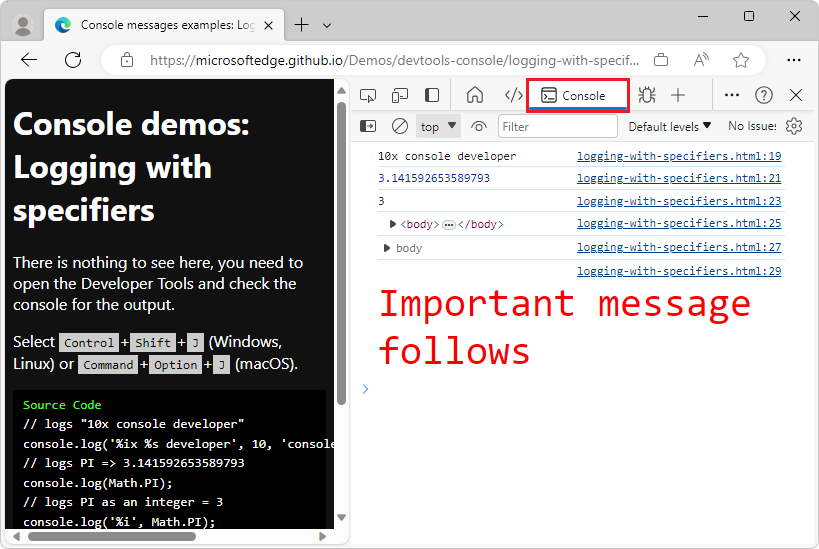 Console messages examples: Log
https://microsoftedge.github.io/Demos/devtools-console/logging-with-specif...
Console demos:
Logging with
specifiers
There is nothing to see here, you need to
open the Developer Tools and check the
console for the output.
Select Control + Shift + J (Windows,
Linux) or Command + Option + J (macOS).
Source Code
// logs "10x console developer"
console.log('%ix %s developer', 10, 'console
// logs PI => 3.141592653589793
console.log(Math.PI);
// logs PI as an integer = 3
console.log('%i', Math.PI);
Console
top
Filter
Default levels
No Issues
10x console developer logging-with-specifiers.html:19
3.141592653589793 logging-with-specifiers.html:21
3 logging-with-specifiers.html:23
<body>…</body> logging-with-specifiers.html:25
body logging-with-specifiers.html:27
logging-with-specifiers.html:29
Important message
follows